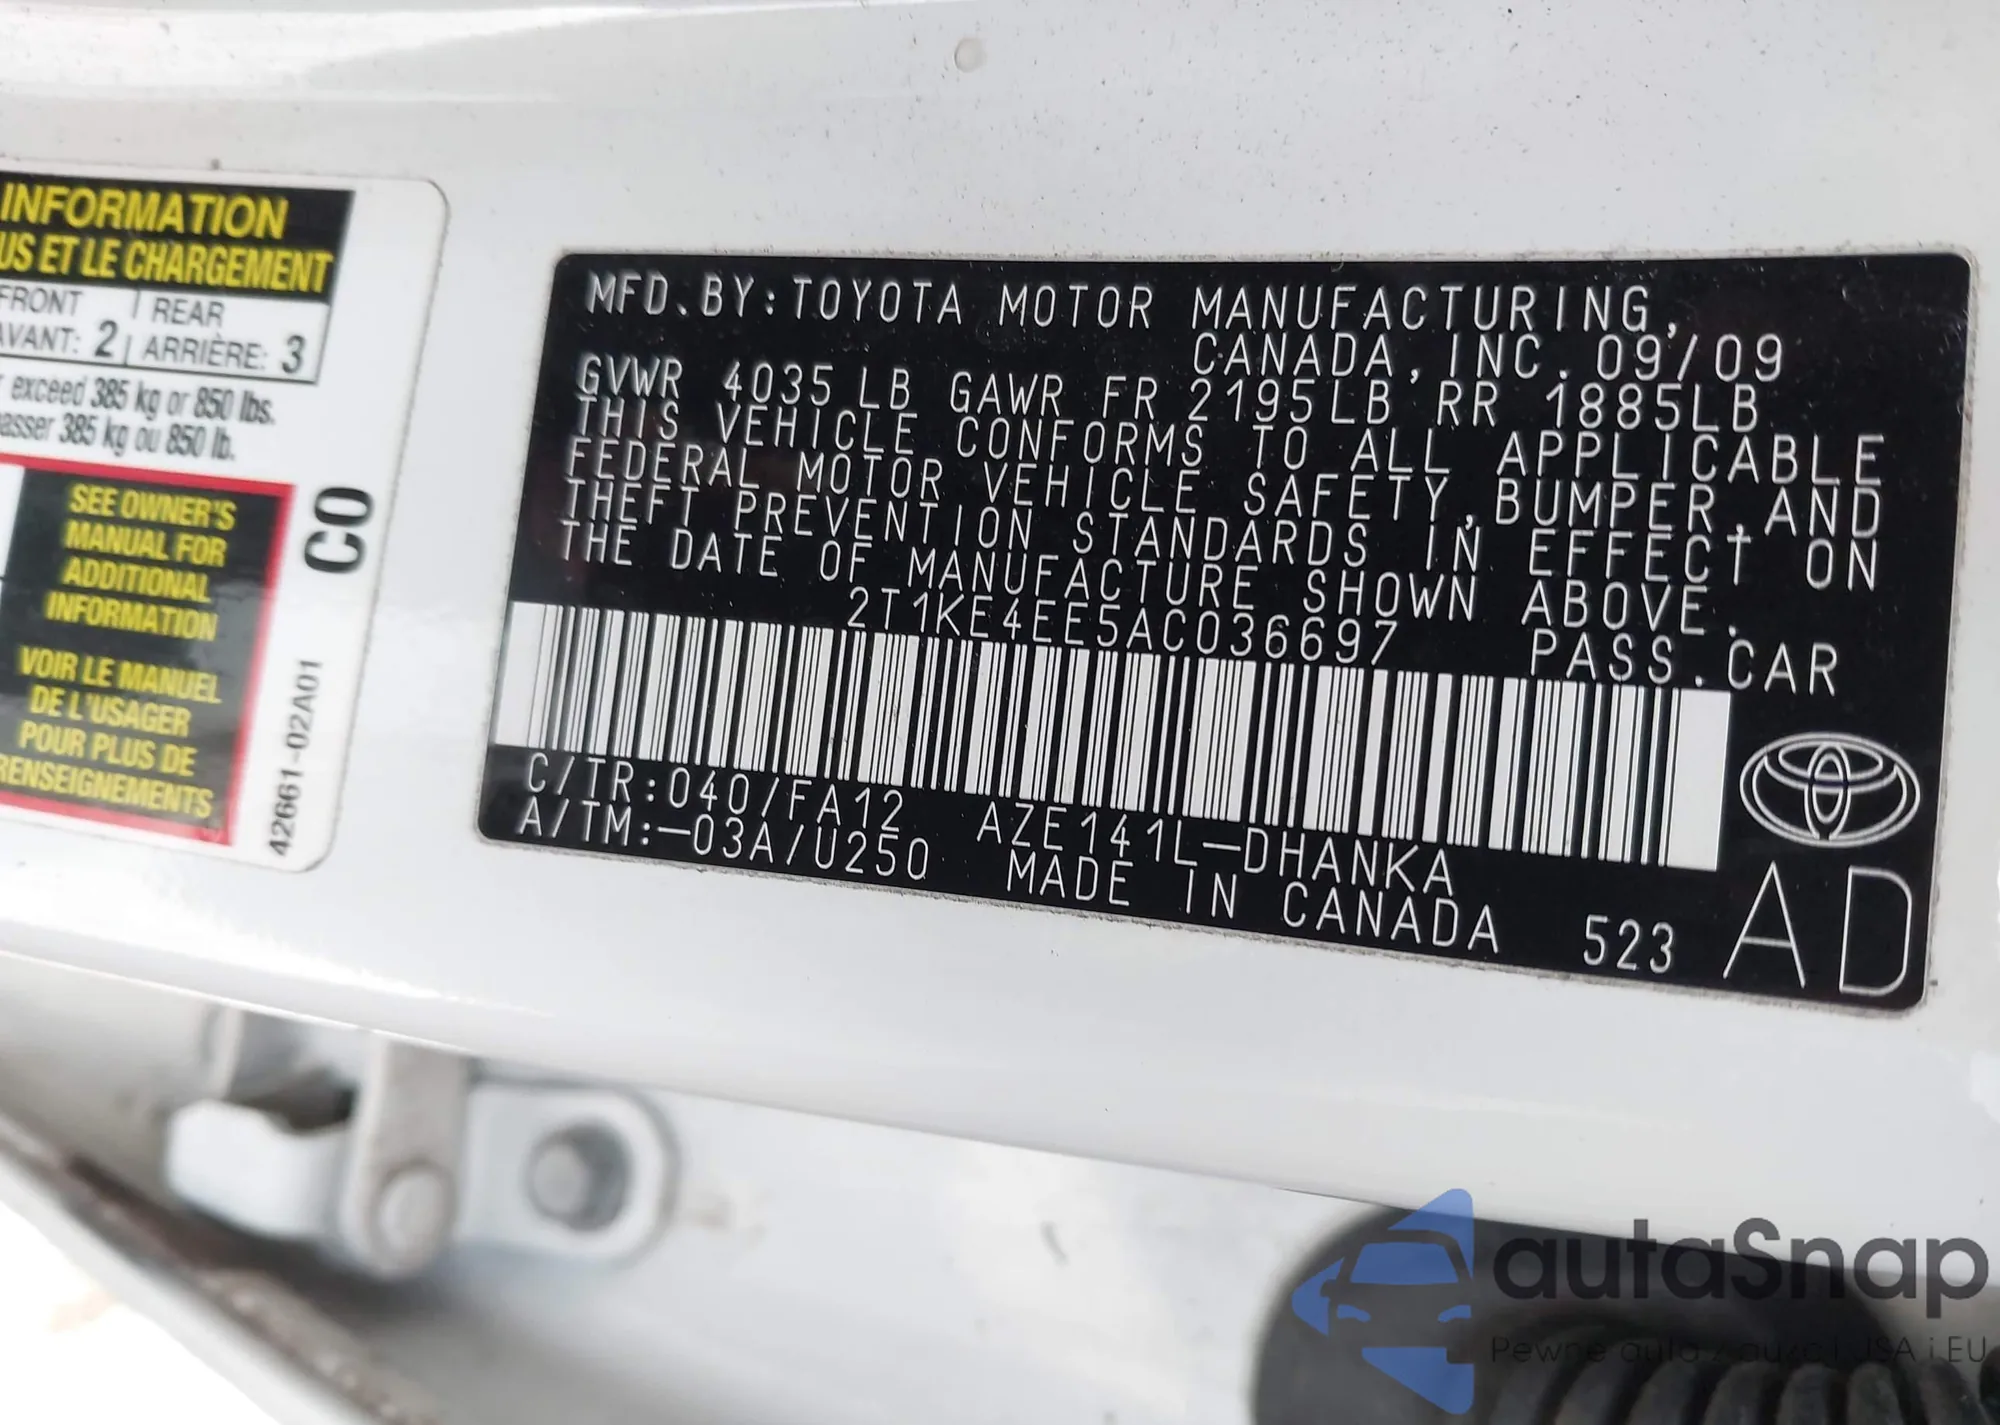 INFORMATION
US ET LE CHARGEMENT
FRONT REAR
AVANT: 2 ARRIÈRE: 3
exceed 385 kg or 850 lbs.
asser 385 kg ou 850 lb.
SEE OWNER'S
MANUAL FOR
ADDITIONAL
INFORMATION
VOIR LE MANUEL
DE L'USAGER
POUR PLUS DE
RENSEIGNEMENTS
CO
42661-02A01
MFD. BY: TOYOTA MOTOR MANUFACTURING,
CANADA, INC. 09/09
GVWR 4035 LB GAWR FR 2195LB RR 1885LB
THIS VEHICLE CONFORMS TO ALL APPLICABLE
FEDERAL MOTOR VEHICLE SAFETY, BUMPER, AND
THEFT PREVENTION STANDARDS IN EFFECT ON
THE DATE OF MANUFACTURE SHOWN ABOVE.
2T1KE4EE5AC036697 PASS. CAR
C/TR: 040/FA12 AZE141L-DHANKA
A/TM:-03A/U250 MADE IN CANADA 523
AD
autaSnap
Pewne auta z aukcji USA i EU